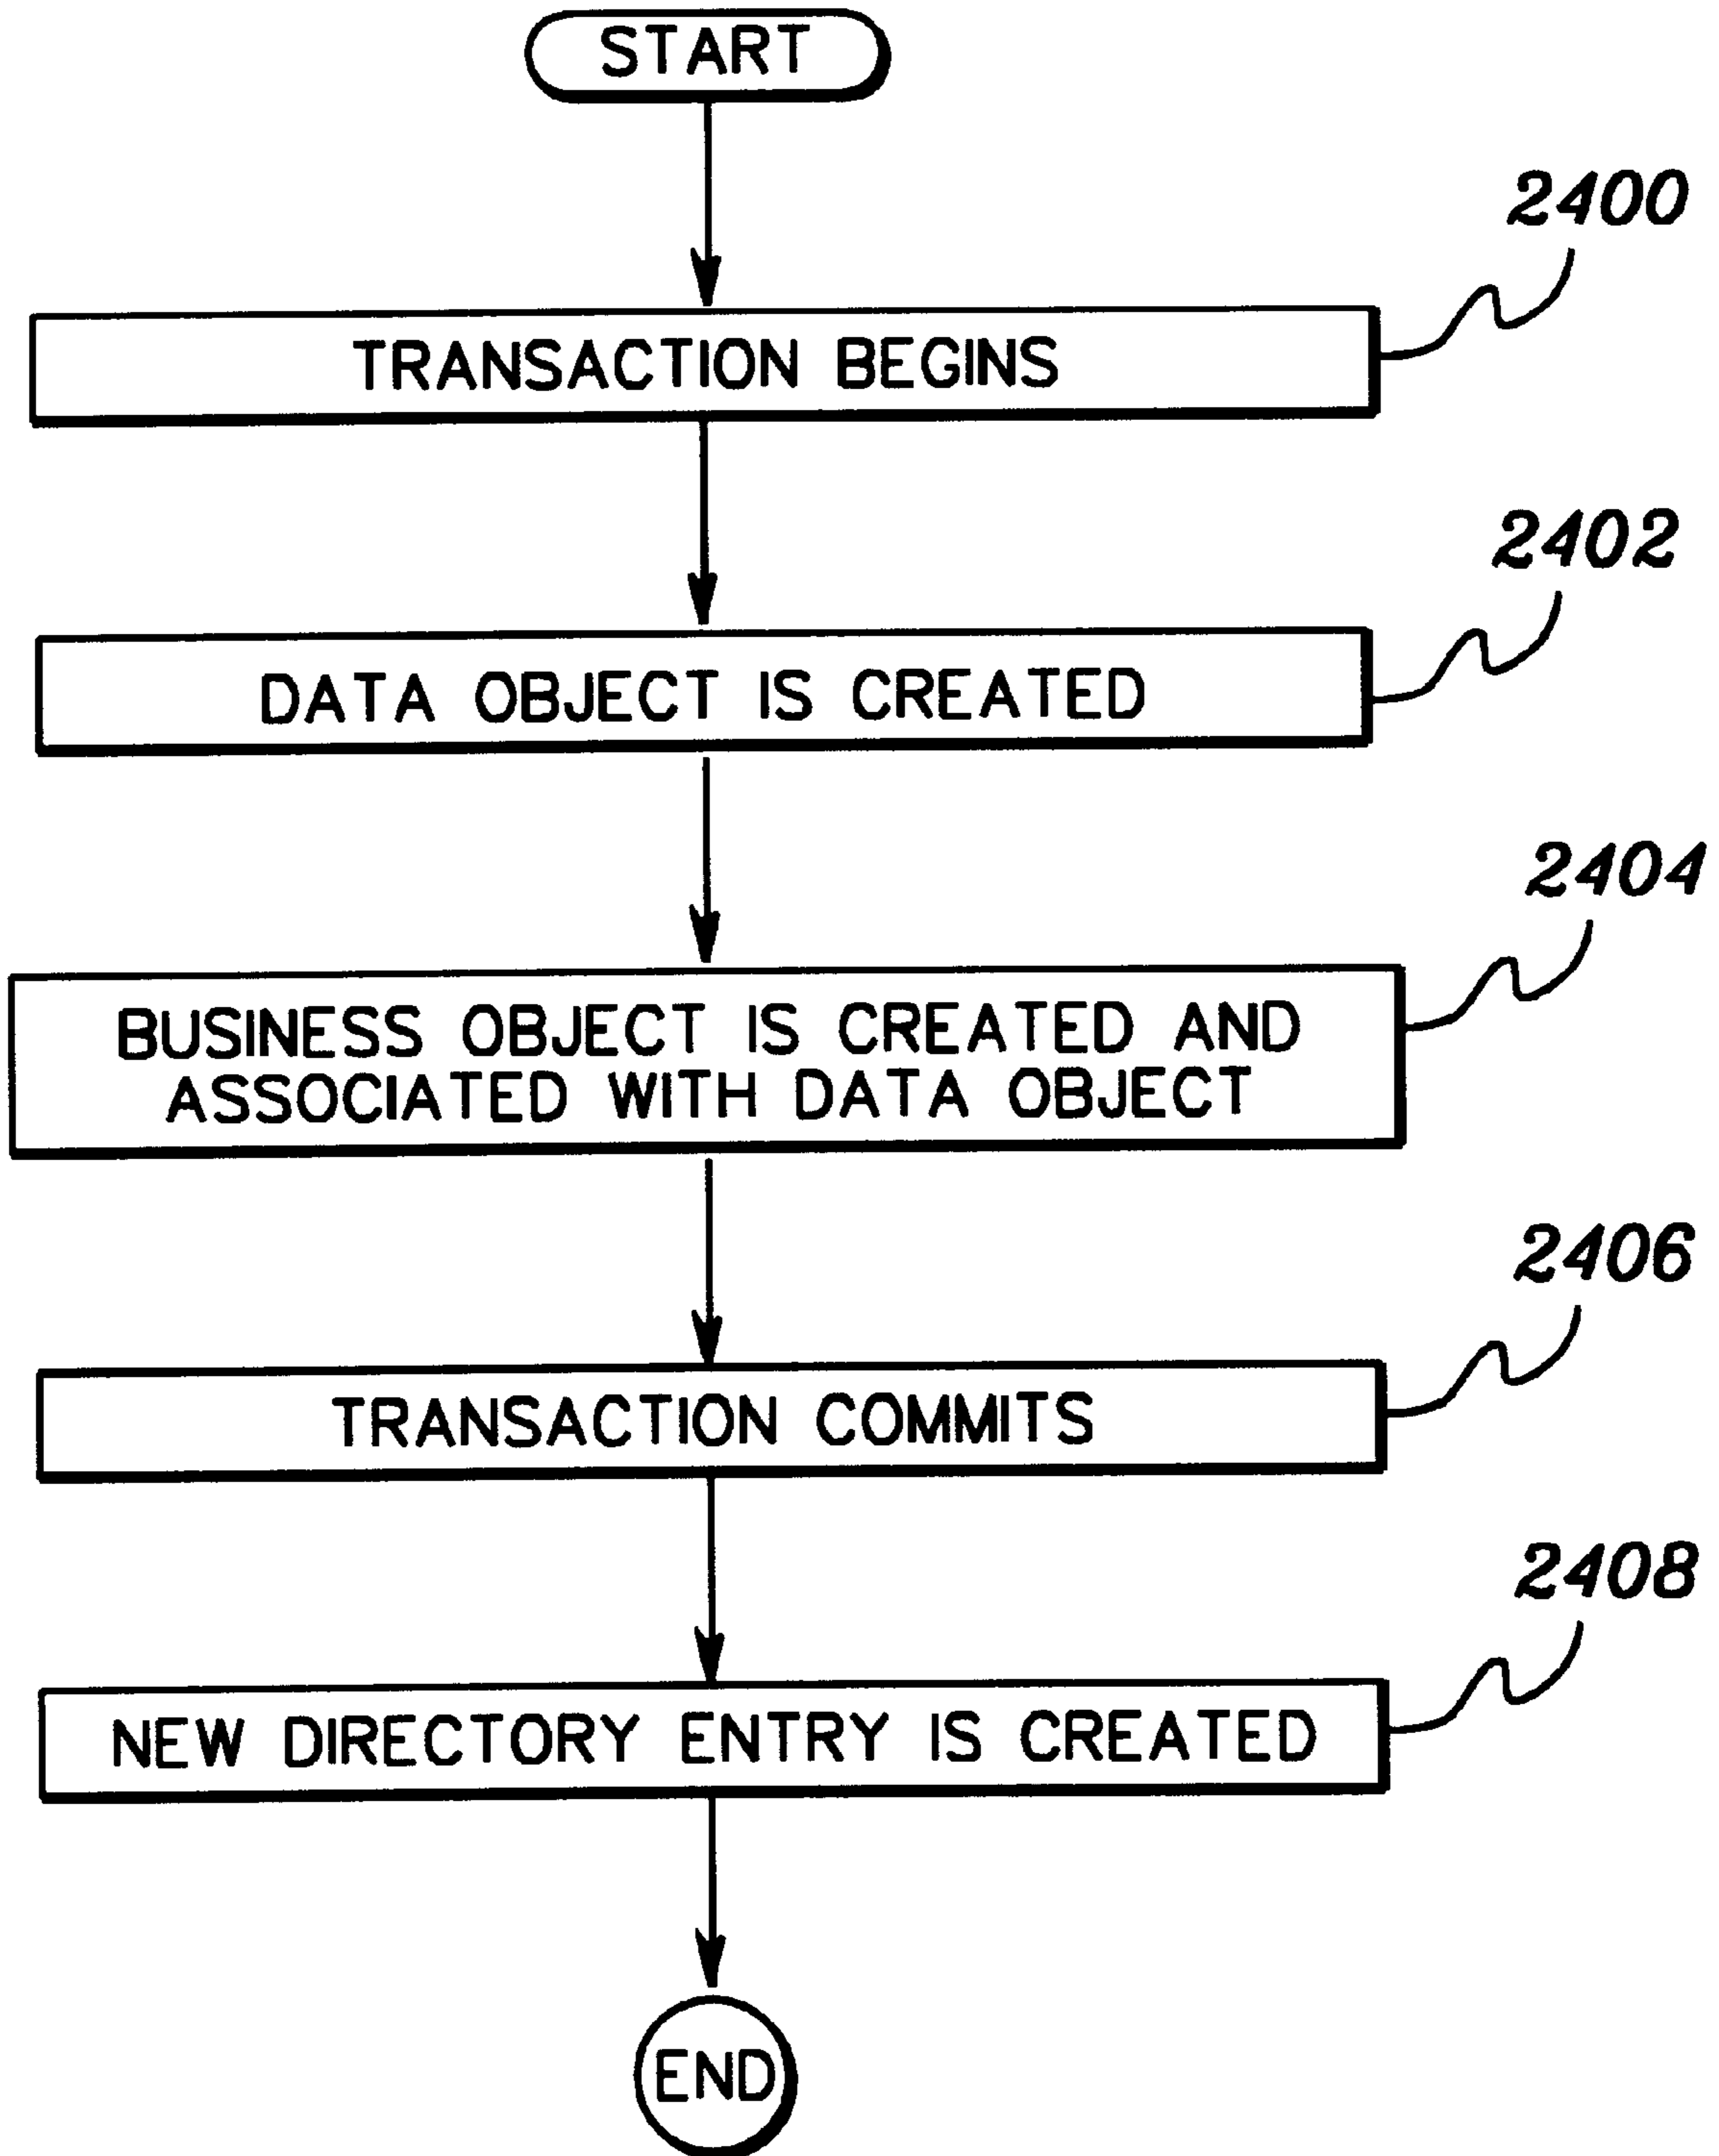 START
2400
TRANSACTION BEGINS
2402
DATA OBJECT IS CREATED
2404
BUSINESS OBJECT IS CREATED AND
ASSOCIATED WITH DATA OBJECT
2406
TRANSACTION COMMITS
2408
NEW DIRECTORY ENTRY IS CREATED
END